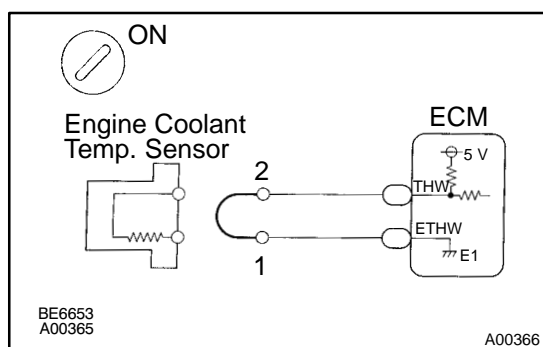 ON
Engine Coolant
Temp. Sensor
ECM
5 V
2
THW
ETHW
1
E1
BE6653
A00365
A00366